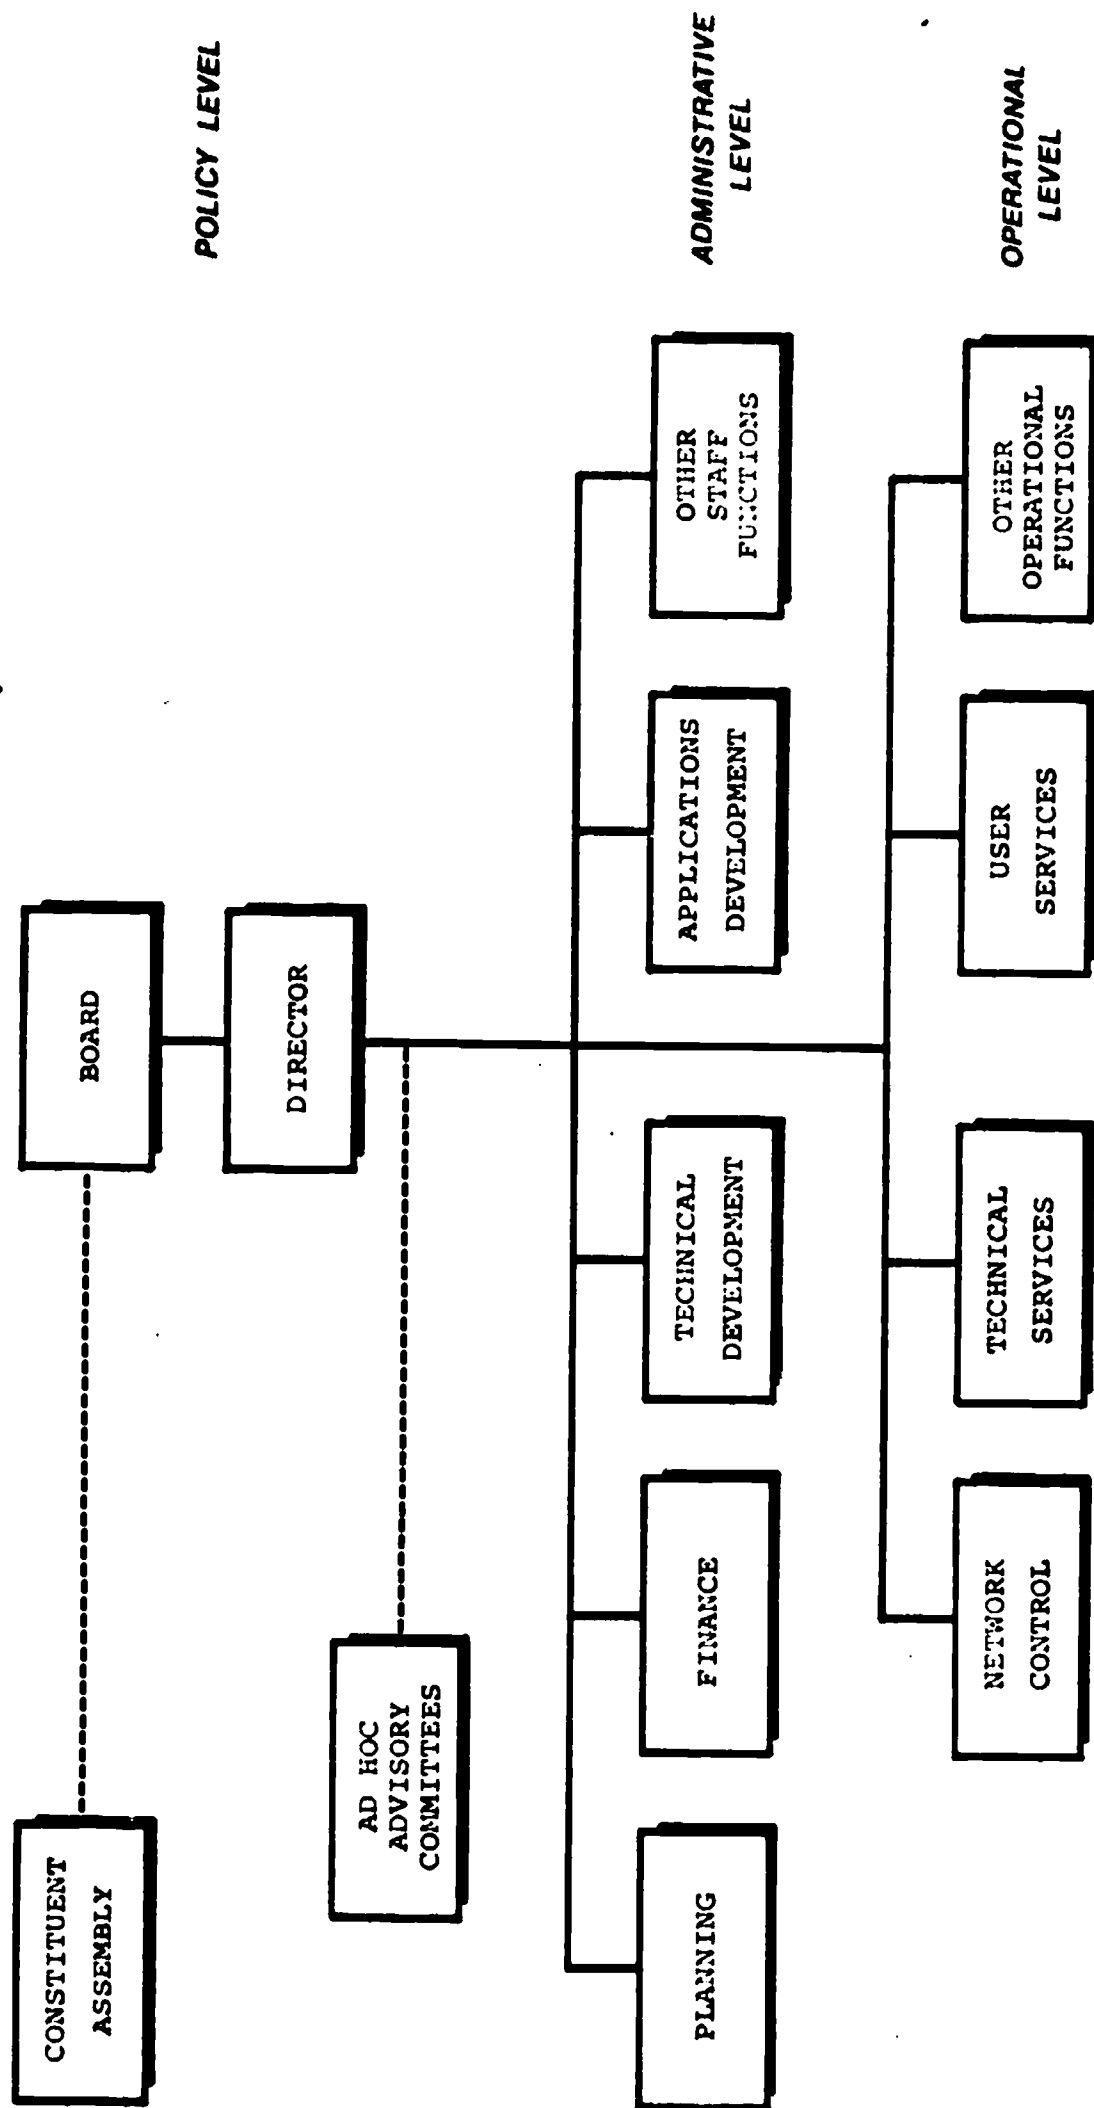 CONSTITUENT
ASSEMBLY
BOARD
POLICY LEVEL
DIRECTOR
AD HOC
ADVISORY
COMMITTEES
PLANNING
FINANCE
TECHNICAL
DEVELOPMENT
APPLICATIONS
DEVELOPMENT
OTHER
STAFF
FUNCTIONS
ADMINISTRATIVE
LEVEL
NETWORK
CONTROL
TECHNICAL
SERVICES
USER
SERVICES
OTHER
OPERATIONAL
FUNCTIONS
OPERATIONAL
LEVEL